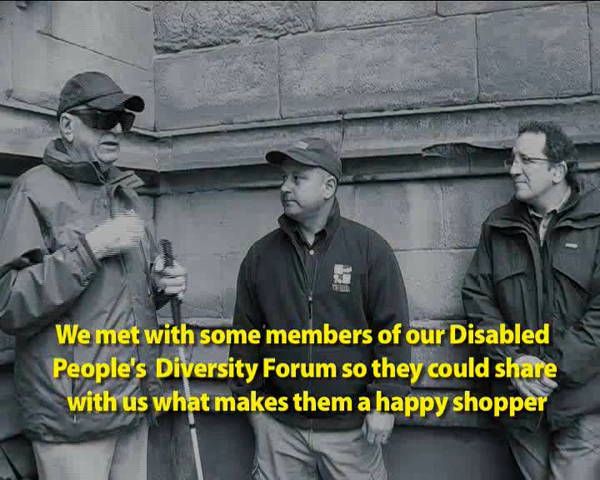 We met with some members of our Disabled
People's Diversity Forum so they could share
with us what makes them a happy shopper